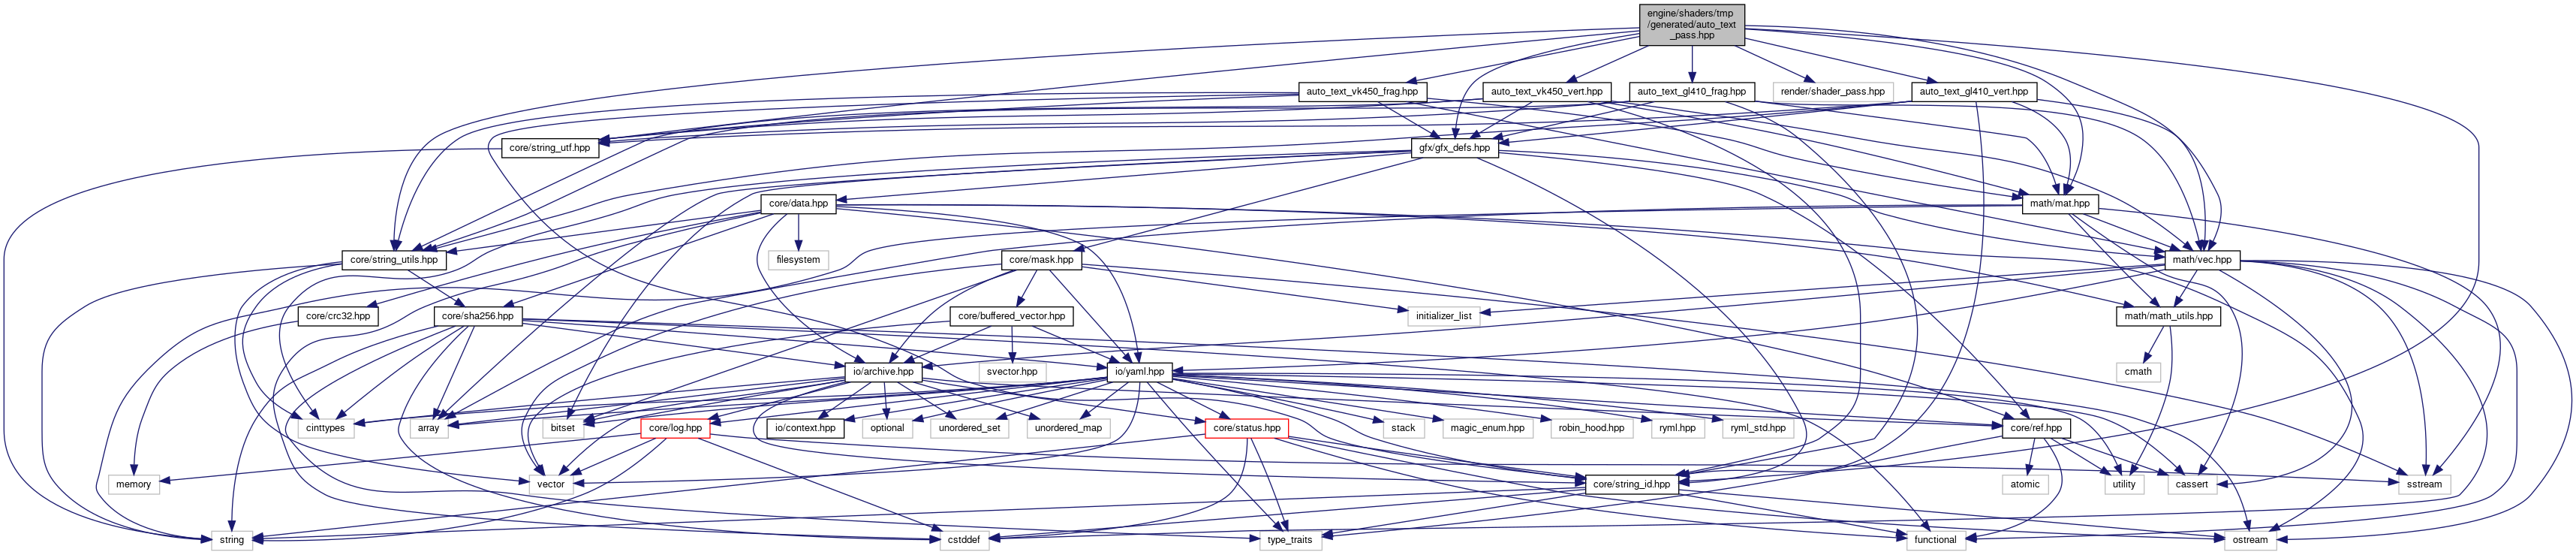 engine/shaders/tmp
/generated/auto_text
_pass.hpp
auto_text_vk450_frag.hpp
auto_text_vk450_vert.hpp
auto_text_gl410_frag.hpp
render/shader_pass.hpp
auto_text_gl410_vert.hpp
core/string_utf.hpp
gfx/gfx_defs.hpp
core/data.hpp
math/mat.hpp
core/string_utils.hpp
filesystem
core/mask.hpp
math/vec.hpp
core/crc32.hpp
core/sha256.hpp
core/buffered_vector.hpp
initializer_list
math/math_utils.hpp
io/archive.hpp
svector.hpp
io/yaml.hpp
cmath
cinttypes
array
bitset
core/log.hpp
io/context.hpp
optional
unordered_set
unordered_map
core/status.hpp
stack
magic_enum.hpp
robin_hood.hpp
ryml.hpp
ryml_std.hpp
core/ref.hpp
memory
vector
core/string_id.hpp
atomic
utility
cassert
sstream
string
cstddef
type_traits
functional
ostream